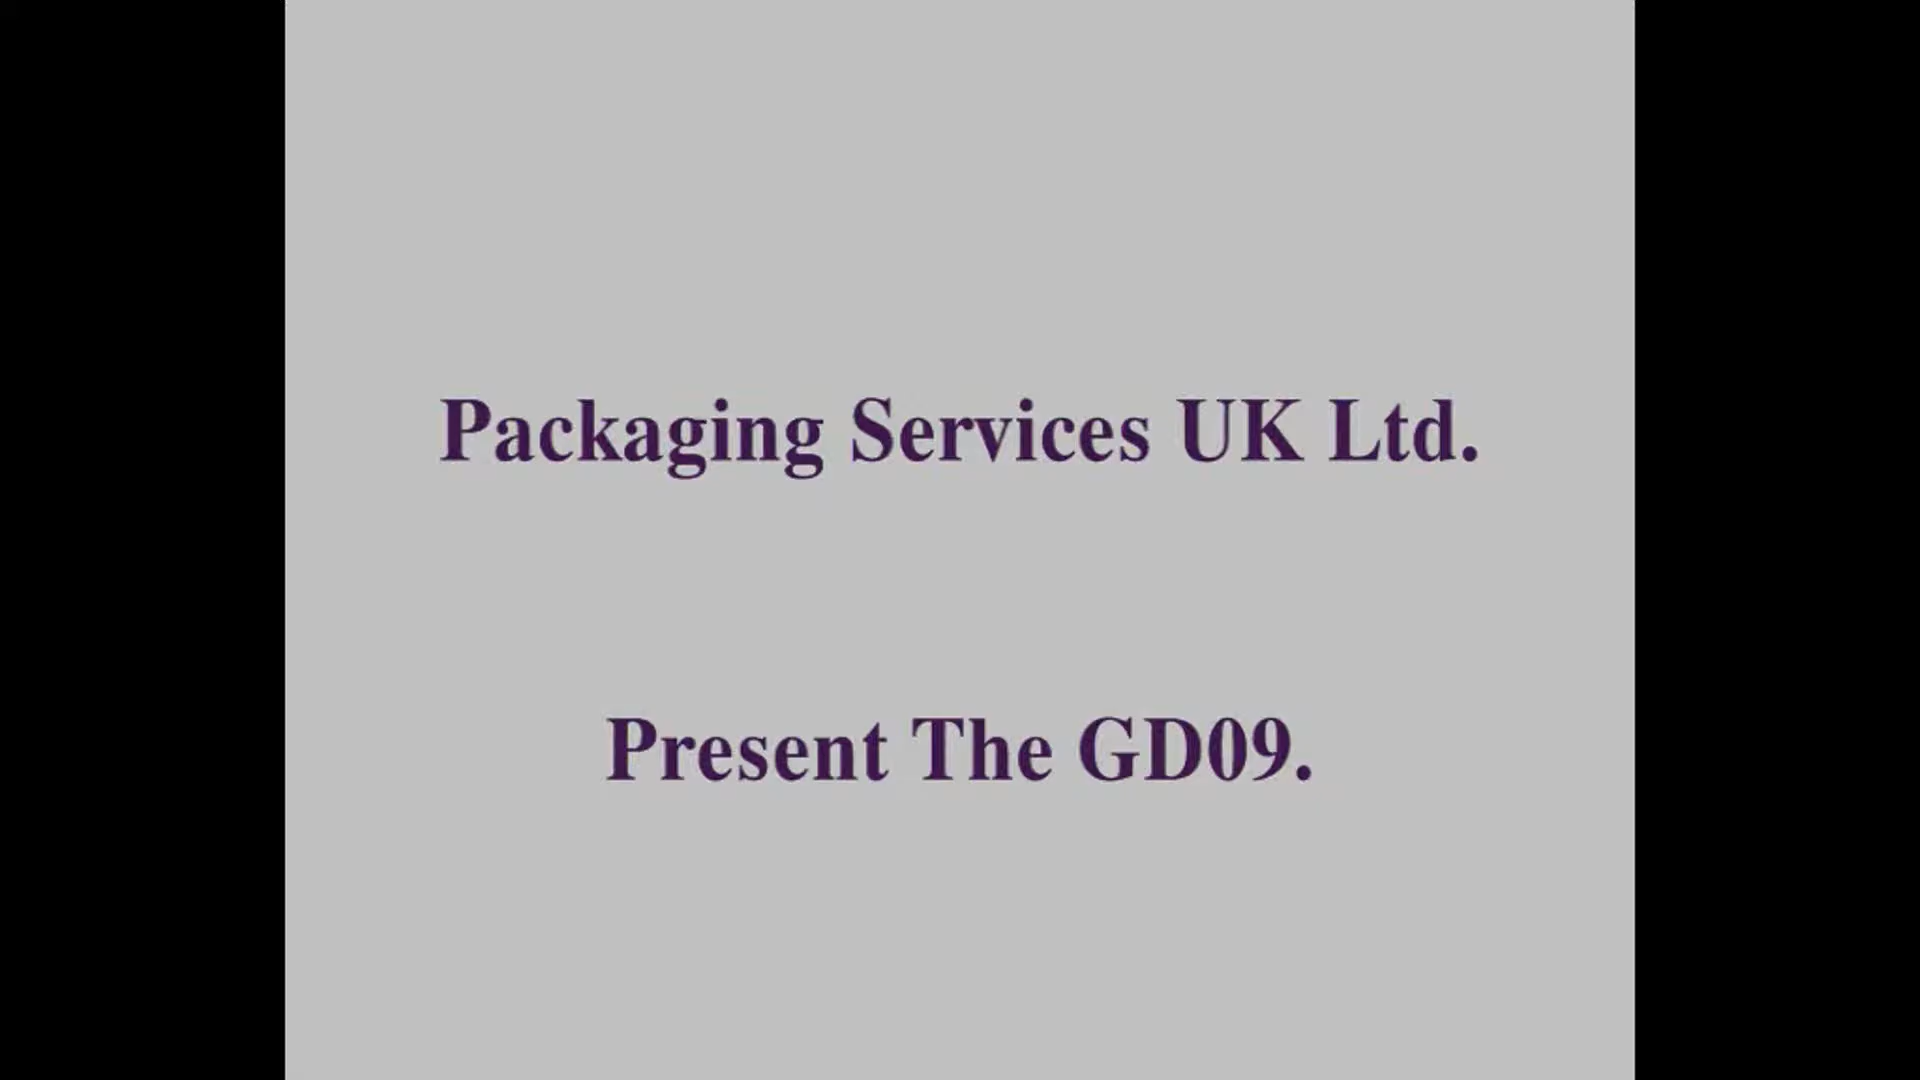 Packaging Services UK Ltd.
Present The GD09.